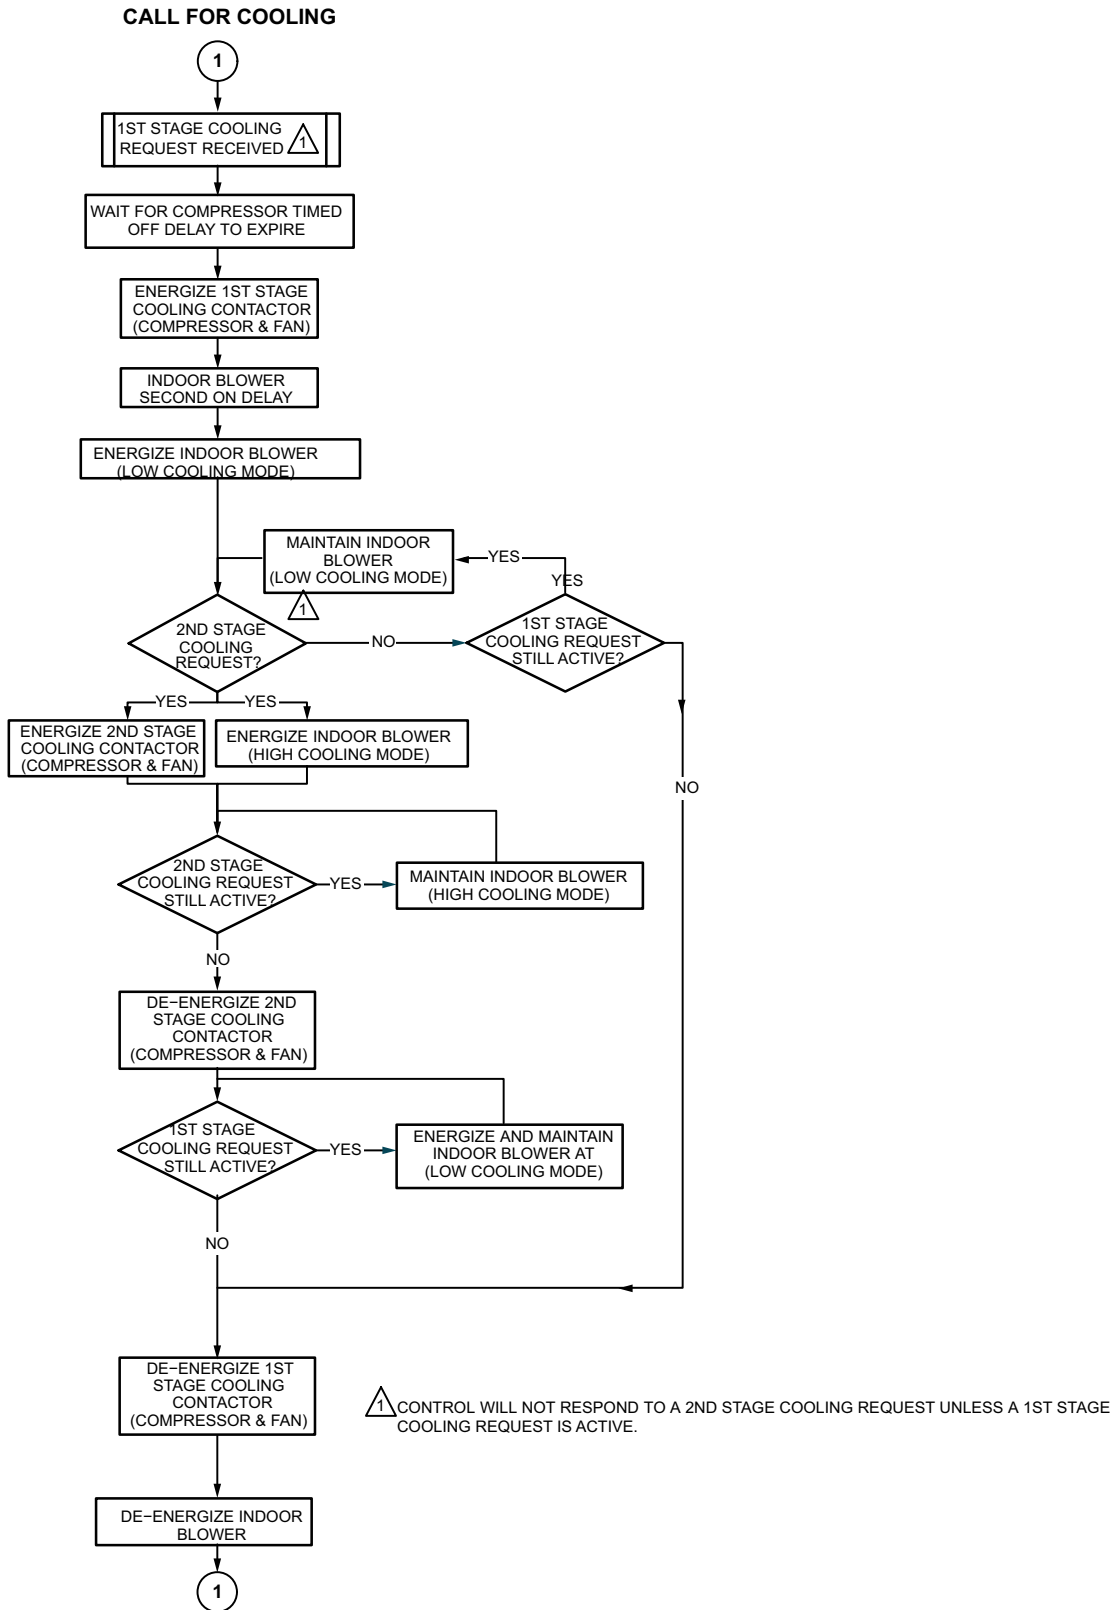 CALL FOR COOLING
1
1ST STAGE COOLING
REQUEST RECEIVED 1
WAIT FOR COMPRESSOR TIMED
OFF DELAY TO EXPIRE
ENERGIZE 1ST STAGE
COOLING CONTACTOR
(COMPRESSOR & FAN)
INDOOR BLOWER
SECOND ON DELAY
ENERGIZE INDOOR BLOWER
(LOW COOLING MODE)
MAINTAIN INDOOR
BLOWER
(LOW COOLING MODE)
YES
YES
1
2ND STAGE
COOLING
REQUEST?
NO
1ST STAGE
COOLING REQUEST
STILL ACTIVE?
YES
YES
ENERGIZE 2ND STAGE
COOLING CONTACTOR
(COMPRESSOR & FAN)
ENERGIZE INDOOR BLOWER
(HIGH COOLING MODE)
NO
2ND STAGE
COOLING REQUEST
STILL ACTIVE?
YES
MAINTAIN INDOOR BLOWER
(HIGH COOLING MODE)
NO
DE−ENERGIZE 2ND
STAGE COOLING
CONTACTOR
(COMPRESSOR & FAN)
1ST STAGE
COOLING REQUEST
STILL ACTIVE?
YES
ENERGIZE AND MAINTAIN
INDOOR BLOWER AT
(LOW COOLING MODE)
NO
DE−ENERGIZE 1ST
STAGE COOLING
CONTACTOR
(COMPRESSOR & FAN)
1 CONTROL WILL NOT RESPOND TO A 2ND STAGE COOLING REQUEST UNLESS A 1ST STAGE
COOLING REQUEST IS ACTIVE.
DE−ENERGIZE INDOOR
BLOWER
1